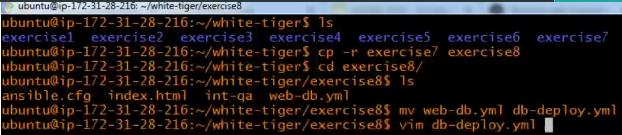 ubuntu@ip-172-31-28-216: ~/white-tiger/exercise8
ubuntu@ip-172-31-28-216:~/white-tiger$ ls
exercise1 exercise2 exercise3 exercise4 exercise5 exercise6 exercise7
ubuntu@ip-172-31-28-216:~/white-tiger$ cp -r exercise7 exercise8
ubuntu@ip-172-31-28-216:~/white-tiger$ cd exercise8/
ubuntu@ip-172-31-28-216:~/white-tiger/exercise8$ ls
ansible.cfg index.html int-qa web-db.yml
ubuntu@ip-172-31-28-216:~/white-tiger/exercise8$ mv web-db.yml db-deploy.yml
ubuntu@ip-172-31-28-216:~/white-tiger/exercise8$ vim db-deploy.yml